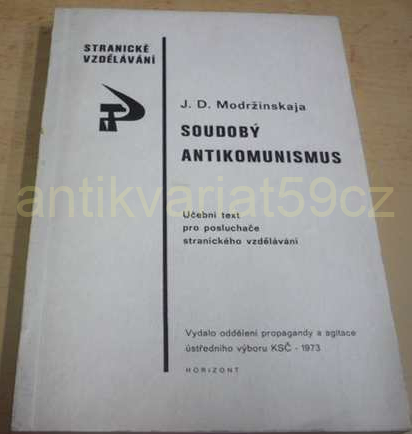 STRANICKÉ
VZDĚLÁVÁNÍ
J. D. Modržinskaja
SOUDOBÝ
ANTIKOMUNISMUS
antikvariat59cz
Učební text
pro posluchače
stranického vzdělávání
Vydalo oddělení propagandy a agitace
ústředního výboru KSČ - 1973
HORIZONT